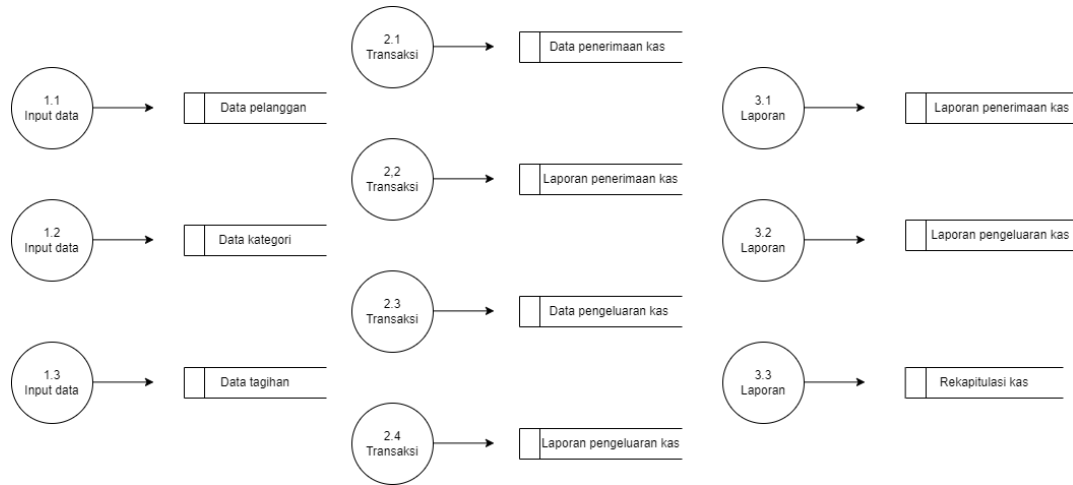 1.1
Input data
Data pelanggan
1.2
Input data
Data kategori
1.3
Input data
Data tagihan
2.1
Transaksi
Data penerimaan kas
2,2
Transaksi
Laporan penerimaan kas
2.3
Transaksi
Data pengeluaran kas
2.4
Transaksi
Laporan pengeluaran kas
3.1
Laporan
Laporan penerimaan kas
3.2
Laporan
Laporan pengeluaran kas
3.3
Laporan
Rekapitulasi kas